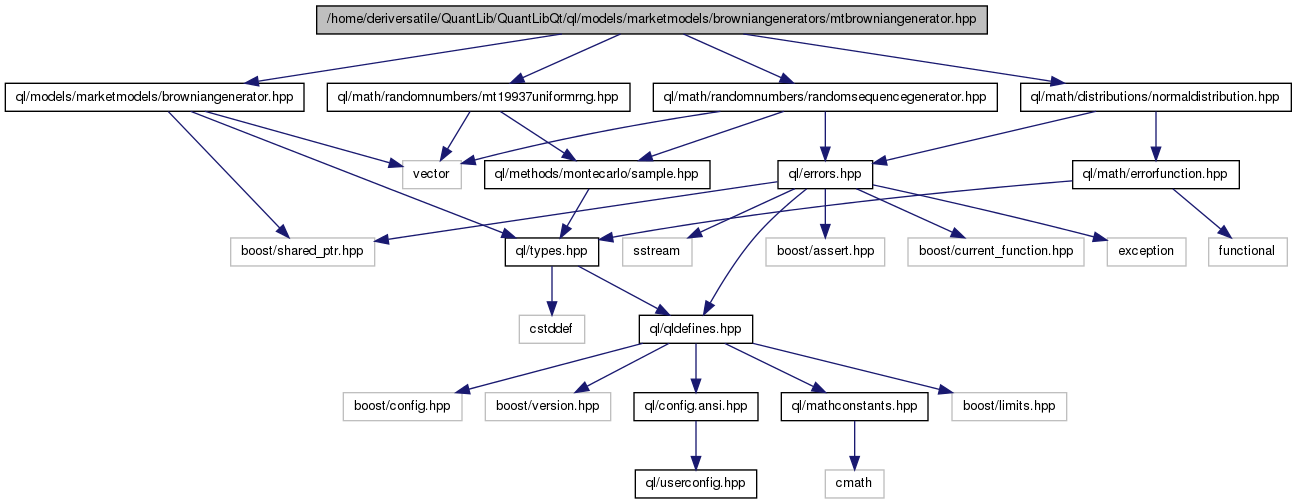 /home/deriversatile/QuantLib/QuantLibQt/ql/models/marketmodels/browniangenerators/mtbrowniangenerator.hpp
ql/models/marketmodels/browniangenerator.hpp
ql/math/randomnumbers/mt19937uniformrng.hpp
ql/math/randomnumbers/randomsequencegenerator.hpp
ql/math/distributions/normaldistribution.hpp
vector
ql/methods/montecarlo/sample.hpp
ql/errors.hpp
ql/math/errorfunction.hpp
boost/shared_ptr.hpp
ql/types.hpp
sstream
boost/assert.hpp
boost/current_function.hpp
exception
functional
cstddef
ql/qldefines.hpp
boost/config.hpp
boost/version.hpp
ql/config.ansi.hpp
ql/mathconstants.hpp
boost/limits.hpp
ql/userconfig.hpp
cmath